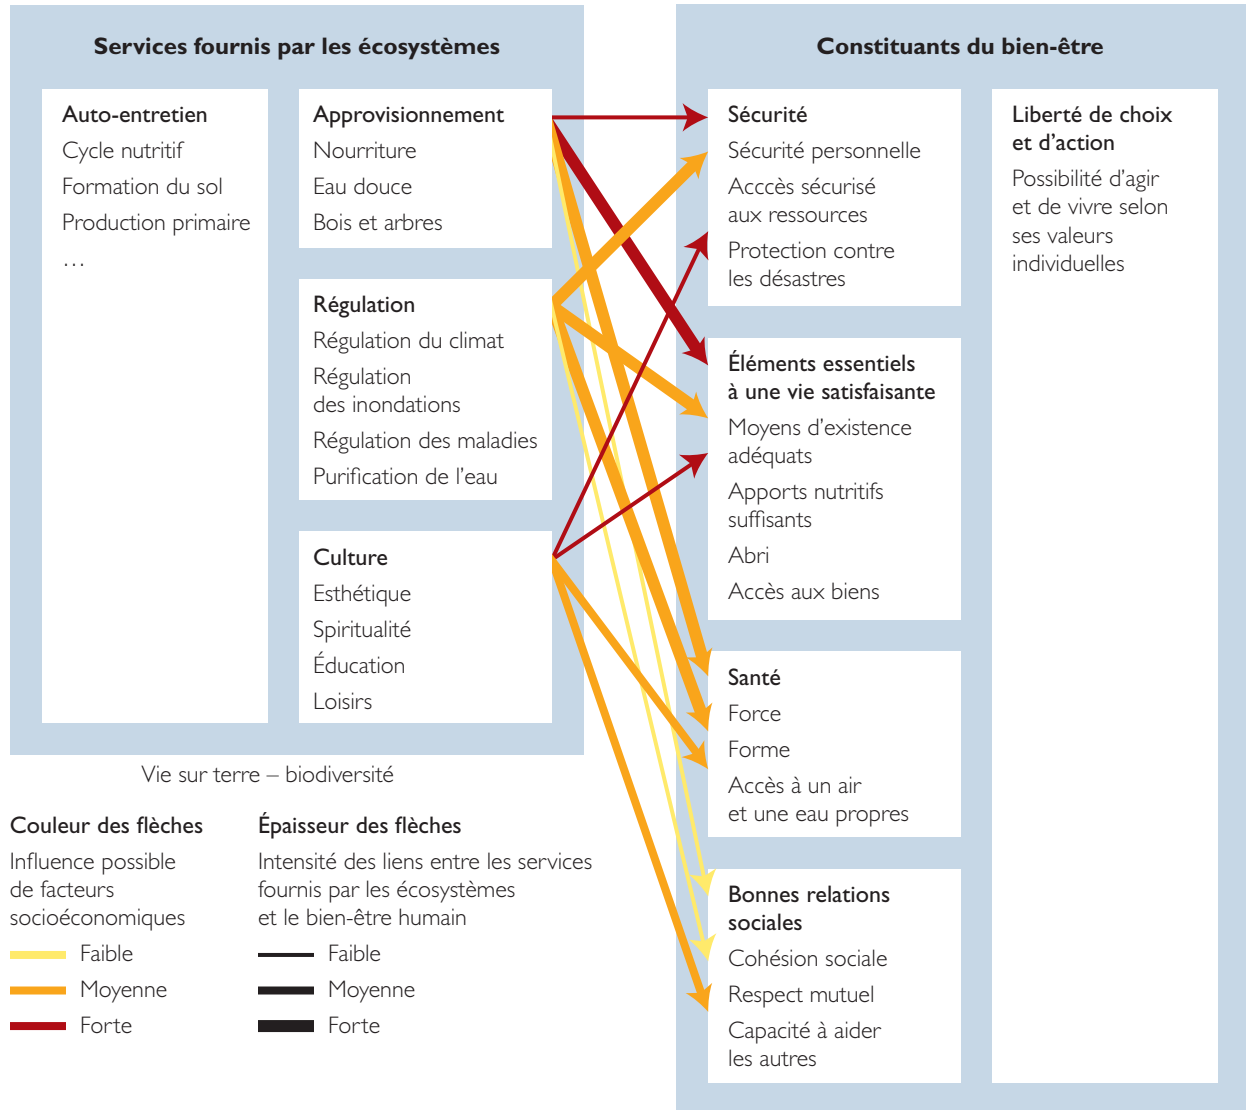 Services fournis par les écosystèmes
Auto-entretien
Cycle nutritif
Formation du sol
Production primaire
…
Approvisionnement
Nourriture
Eau douce
Bois et arbres
Régulation
Régulation du climat
Régulation
des inondations
Régulation des maladies
Purification de l'eau
Culture
Esthétique
Spiritualité
Éducation
Loisirs
Vie sur terre – biodiversité
Constituants du bien-être
Sécurité
Sécurité personnelle
Acccès sécurisé
aux ressources
Protection contre
les désastres
Éléments essentiels
à une vie satisfaisante
Moyens d'existence
adéquats
Apports nutritifs
suffisants
Abri
Accès aux biens
Santé
Force
Forme
Accès à un air
et une eau propres
Bonnes relations
sociales
Cohésion sociale
Respect mutuel
Capacité à aider
les autres
Liberté de choix
et d'action
Possibilité d'agir
et de vivre selon
ses valeurs
individuelles
Couleur des flèches
Influence possible
de facteurs
socioéconomiques
Faible
Moyenne
Forte
Épaisseur des flèches
Intensité des liens entre les services
fournis par les écosystèmes
et le bien-être humain
Faible
Moyenne
Forte